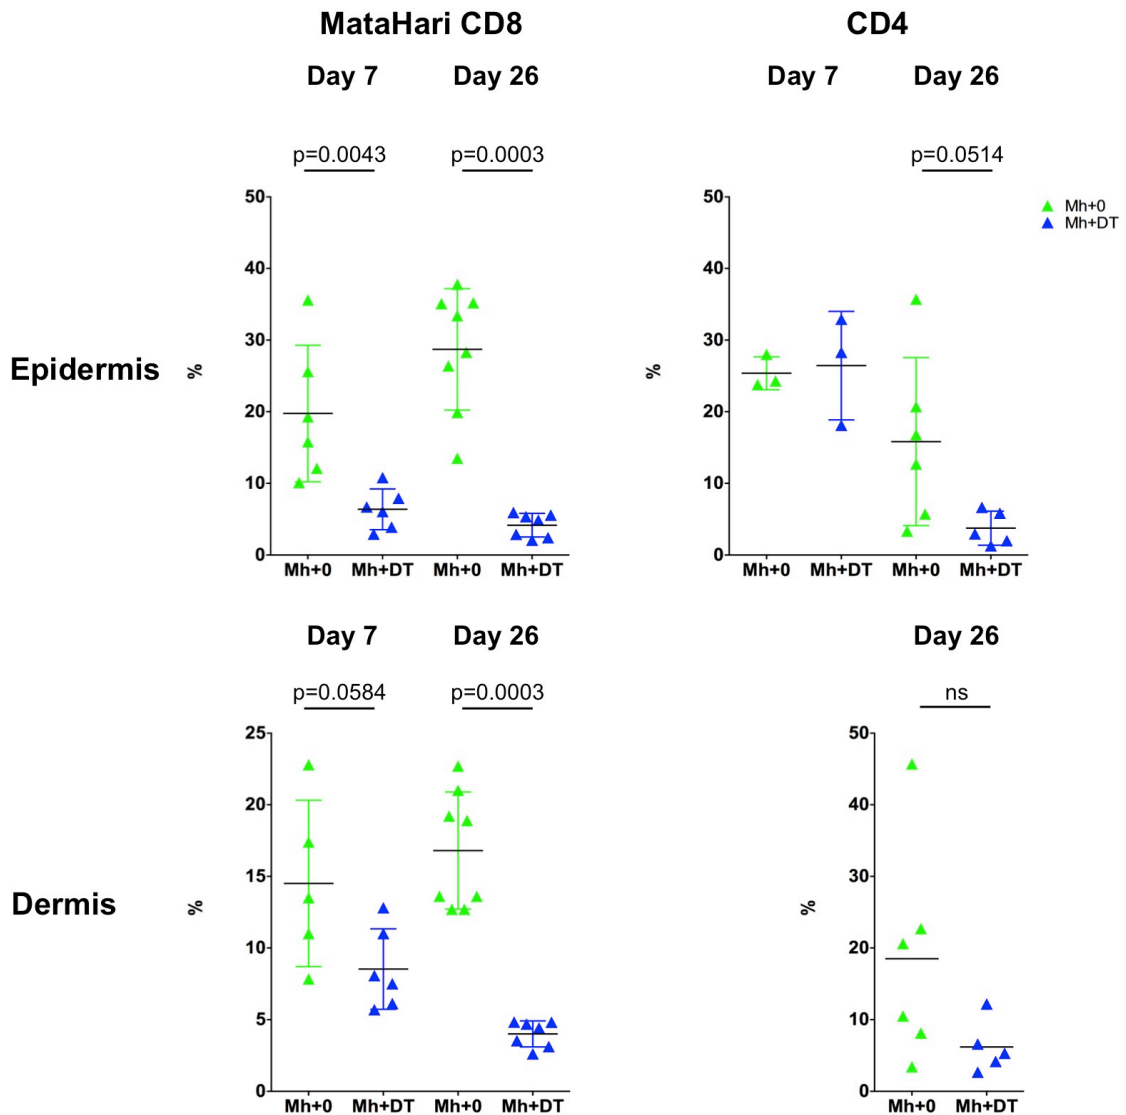 MataHari CD8
CD4
Day 7
Day 26
Day 7
Day 26
p=0.0043
p=0.0003
p=0.0514
Mh+0
Mh+DT
Epidermis
%
50
40
30
20
10
0
Mh+0
Mh+DT
Mh+0
Mh+DT
%
50
40
30
20
10
0
Mh+0
Mh+DT
Mh+0
Mh+DT
Day 7
Day 26
Day 26
p=0.0584
p=0.0003
ns
Dermis
%
25
20
15
10
5
0
Mh+0
Mh+DT
Mh+0
Mh+DT
%
50
40
30
20
10
0
Mh+0
Mh+DT